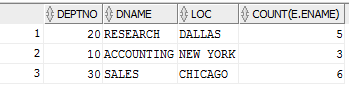 DEPTNO DNAME LOC COUNT(E.ENAME)
1 20 RESEARCH DALLAS 5
2 10 ACCOUNTING NEW YORK 3
3 30 SALES CHICAGO 6